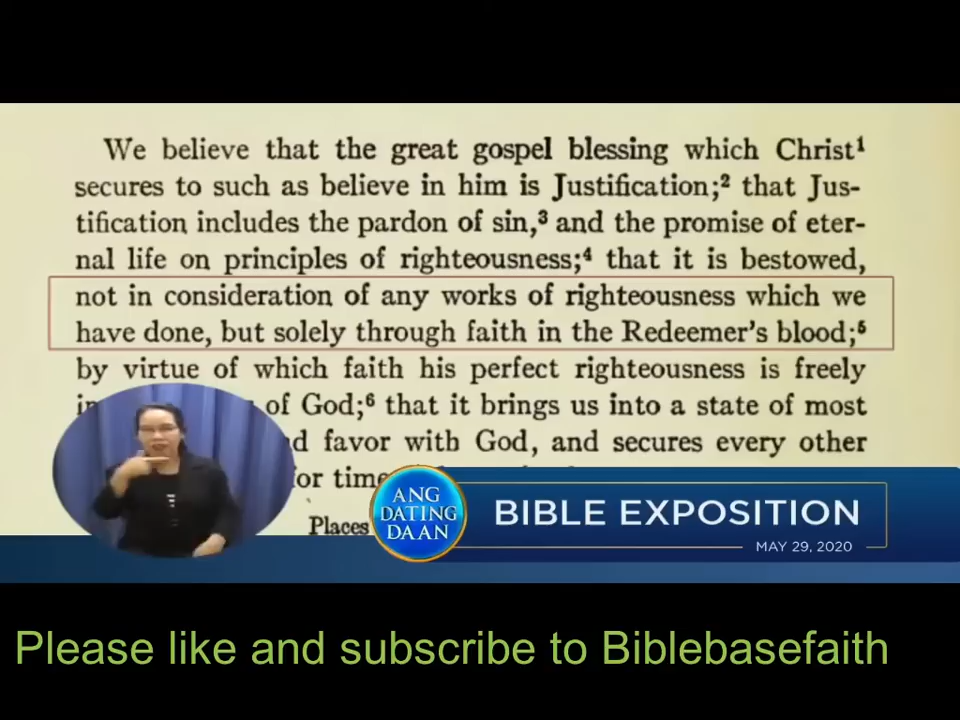 We believe that the great gospel blessing which Christ¹
secures to such as believe in him is Justification;² that Jus-
tification includes the pardon of sin,³ and the promise of eter-
nal life on principles of righteousness;⁴ that it is bestowed,
not in consideration of any works of righteousness which we
have done, but solely through faith in the Redeemer's blood;⁵
by virtue of which faith his perfect righteousness is freely
of God;⁶ that it brings us into a state of most
favor with God, and secures every other
for time
Places
ANG
DATING
DAAN
BIBLE EXPOSITION
MAY 29, 2020
Please like and subscribe to Biblebasefaith